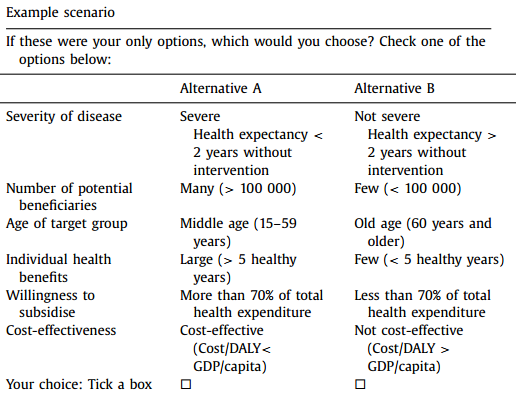 Example scenario
If these were your only options, which would you choose? Check one of the
options below:
Alternative A Alternative B
Severity of disease Severe Not severe
Health expectancy < Health expectancy >
2 years without 2 years without
intervention intervention
Number of potential Many (> 100 000) Few (< 100 000)
beneficiaries
Age of target group Middle age (15–59 Old age (60 years and
years) older)
Individual health Large (> 5 healthy Few (< 5 healthy years)
benefits years)
Willingness to More than 70% of total Less than 70% of total
subsidise health expenditure health expenditure
Cost-effectiveness Cost-effective Not cost-effective
(Cost/DALY< (Cost/DALY >
GDP/capita) GDP/capita)
Your choice: Tick a box □ □